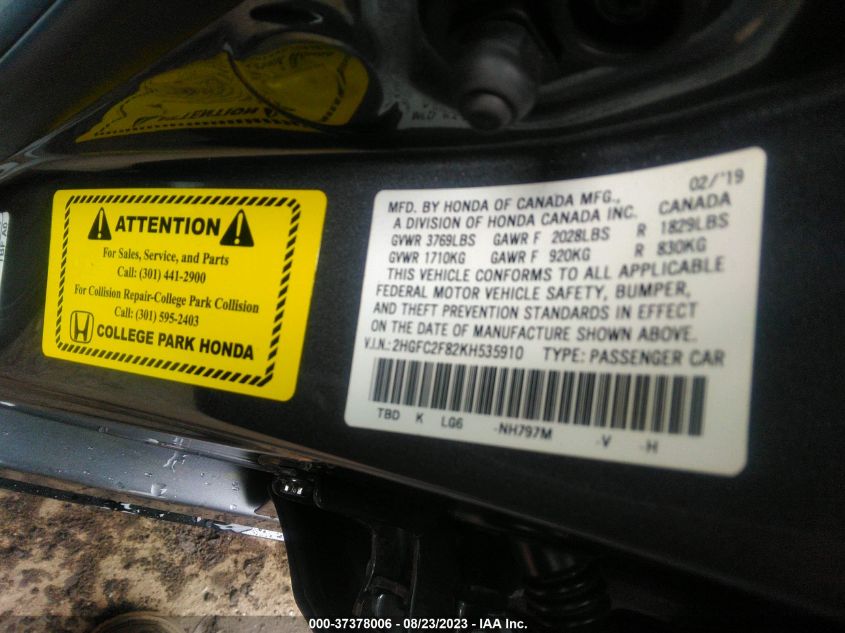 ATTENTION
ATTENTION
For Sales, Service, and Parts
Call: (301) 441-2900
For Collision Repair-College Park Collision
Call: (301) 595-2403
COLLEGE PARK HONDA
02/'19
MFD. BY HONDA OF CANADA MFG.,
A DIVISION OF HONDA CANADA INC. CANADA
GVWR 3769LBS GAWR F 2028LBS R 1829LBS
GVWR 1710KG GAWR F 920KG R 830KG
THIS VEHICLE CONFORMS TO ALL APPLICABLE
FEDERAL MOTOR VEHICLE SAFETY, BUMPER,
AND THEFT PREVENTION STANDARDS IN EFFECT
ON THE DATE OF MANUFACTURE SHOWN ABOVE.
V.I.N.: 2HGFC2F82KH535910 TYPE: PASSENGER CAR
TBD K LG6 -NH797M -V -H
000-37378006 - 08/23/2023 - IAA Inc.